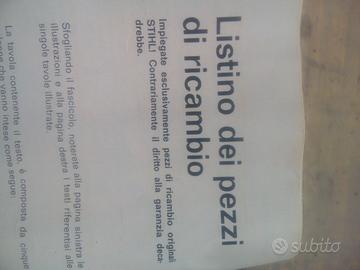 Listino dei pezzi
di ricambio
Impiegate esclusivamente pezzi di ricambio originali
STIHL! Contrariamente il diritto alla garanzia deca-
drebbe.
Sfogliando il fascicolo, noterete alla pagina sinistra le
illustrazioni e alla pagina destra i testi riferentisi alle
singole tavole illustrate.
La tavola contenente il testo, è composta da cinque
che vanno intese come segue:
subito